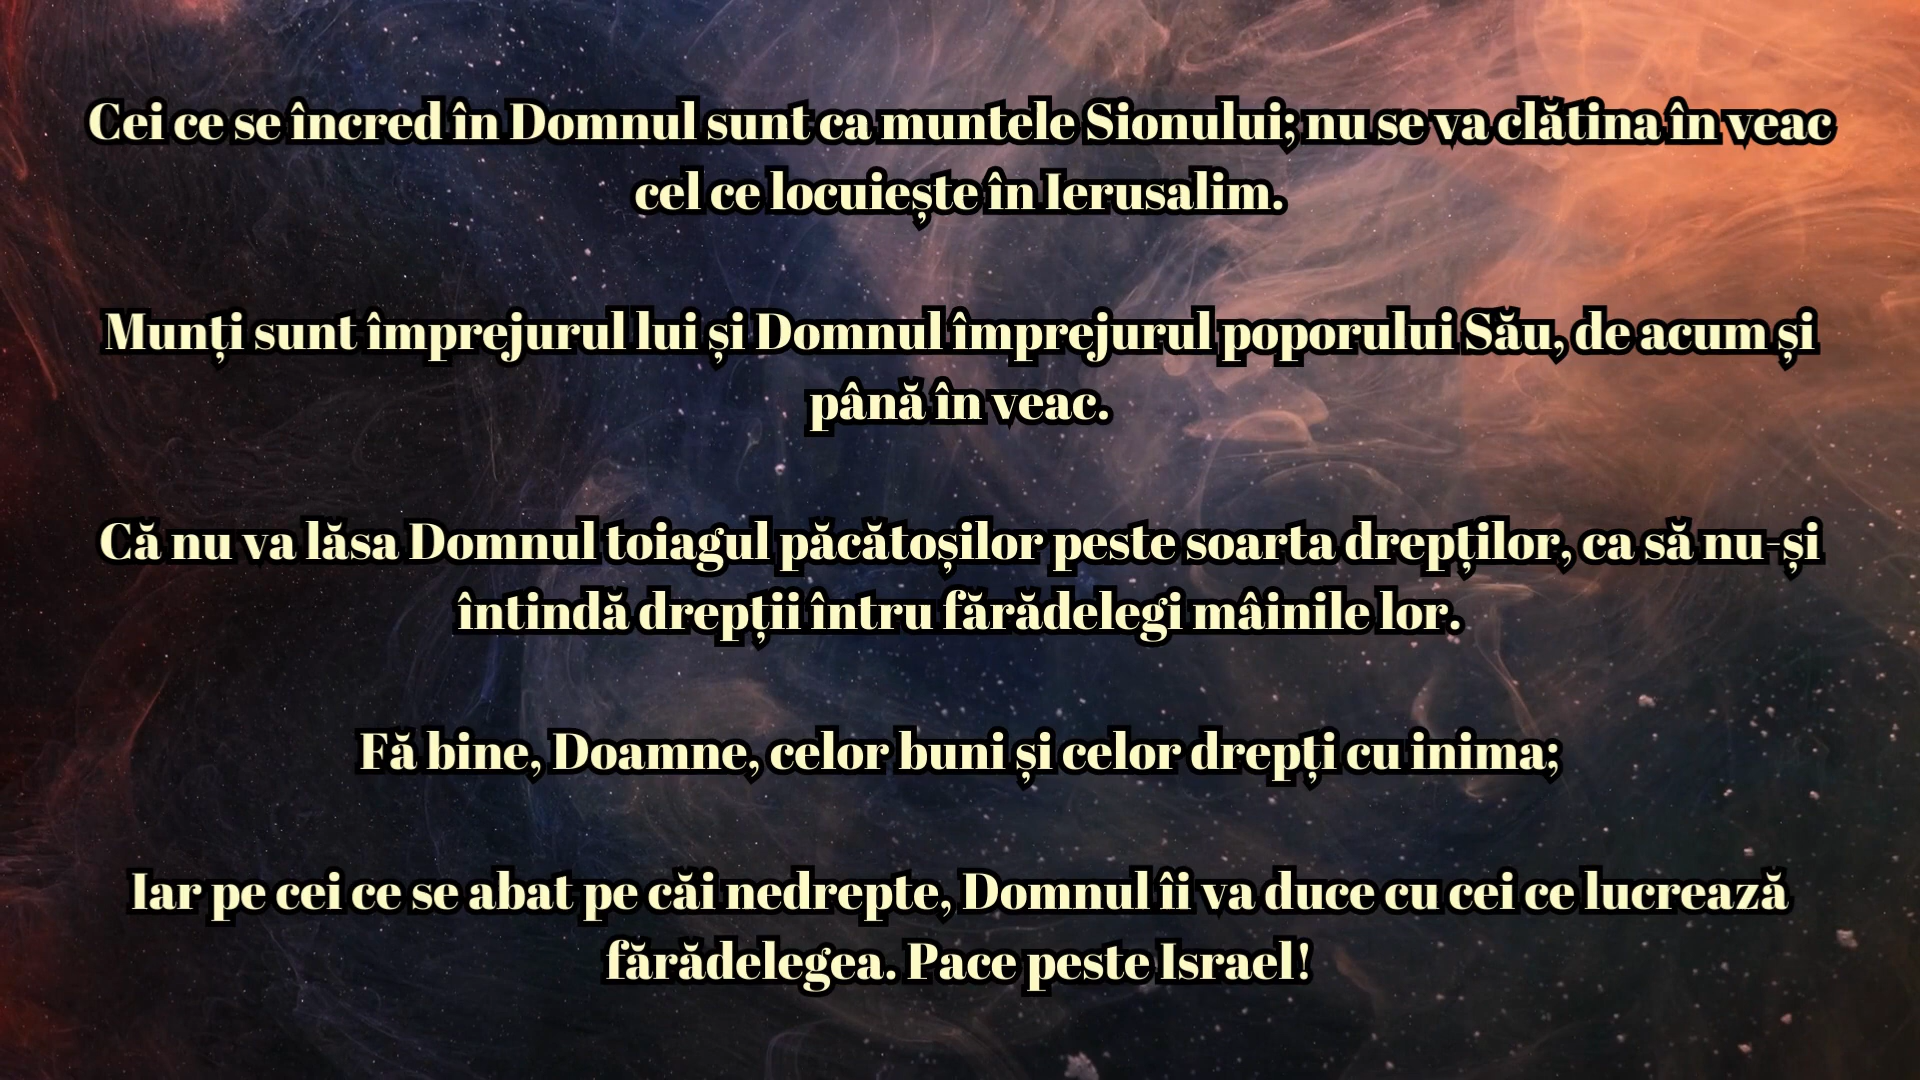 Cei ce se încred în Domnul sunt ca muntele Sionului; nu se va clătina în veac
cel ce locuiește în Ierusalim.
Munți sunt împrejurul lui și Domnul împrejurul poporului Său, de acum și
până în veac.
Că nu va lăsa Domnul toiagul păcătoșilor peste soarta drepților, ca să nu-și
întindă drepții întru fărădelegi mâinile lor.
Fă bine, Doamne, celor buni și celor drepți cu inima;
Iar pe cei ce se abat pe căi nedrepte, Domnul îi va duce cu cei ce lucrează
fărădelegea. Pace peste Israel!